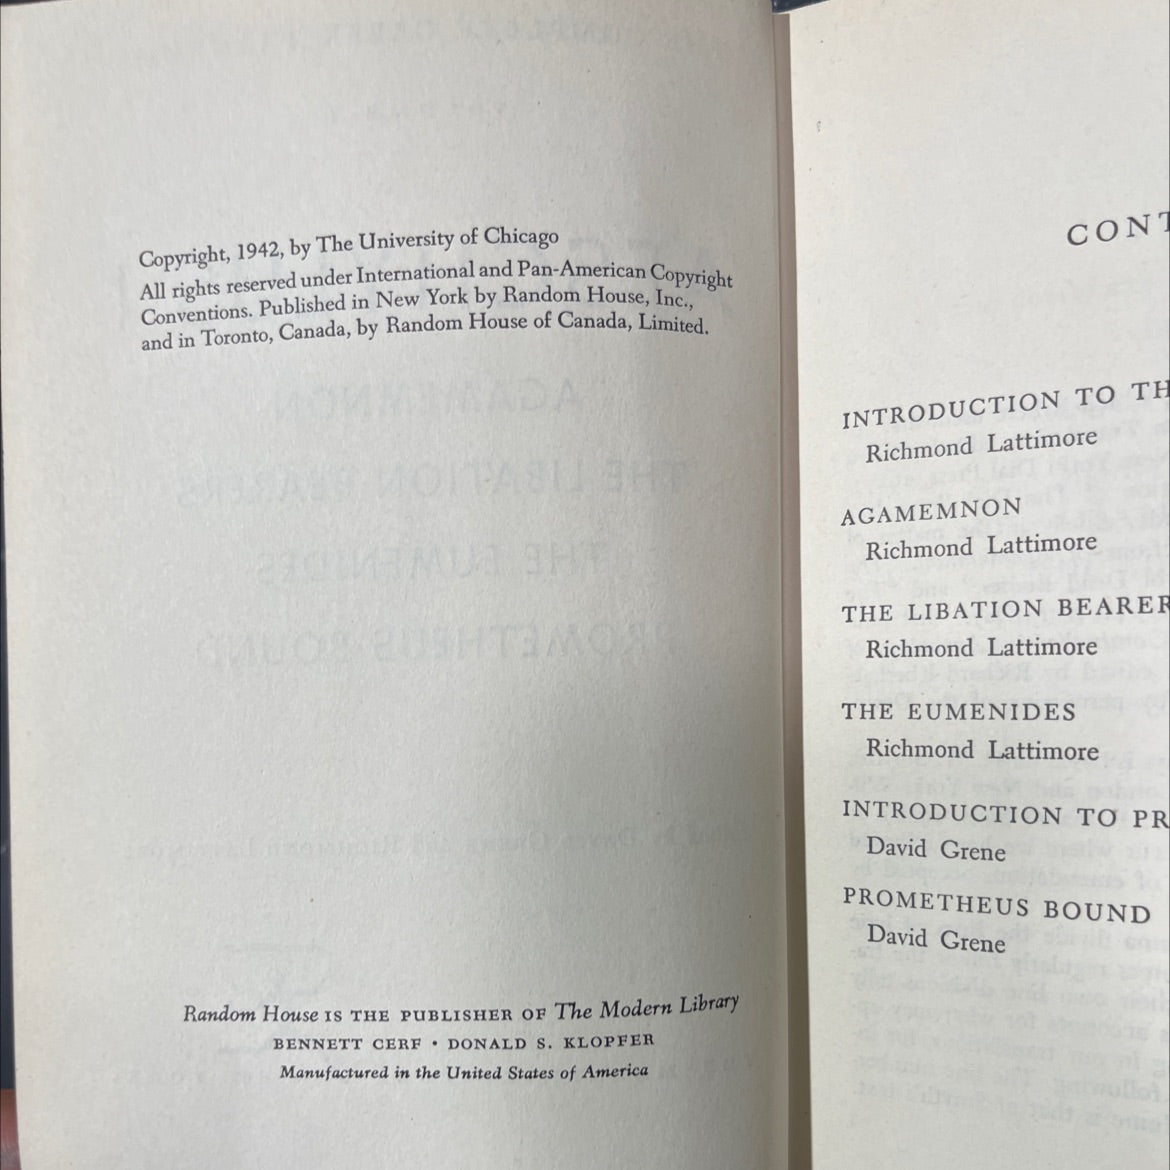 Copyright, 1942, by The University of Chicago
All rights reserved under International and Pan-American Copyright
Conventions. Published in New York by Random House, Inc.,
and in Toronto, Canada, by Random House of Canada, Limited.
Random House IS THE PUBLISHER OF The Modern Library
BENNETT CERF • DONALD S. KLOPFER
Manufactured in the United States of America
CONT
INTRODUCTION TO TH
Richmond Lattimore
AGAMEMNON
Richmond Lattimore
THE LIBATION BEARER
Richmond Lattimore
THE EUMENIDES
Richmond Lattimore
INTRODUCTION TO PR
David Grene
PROMETHEUS BOUND
David Grene